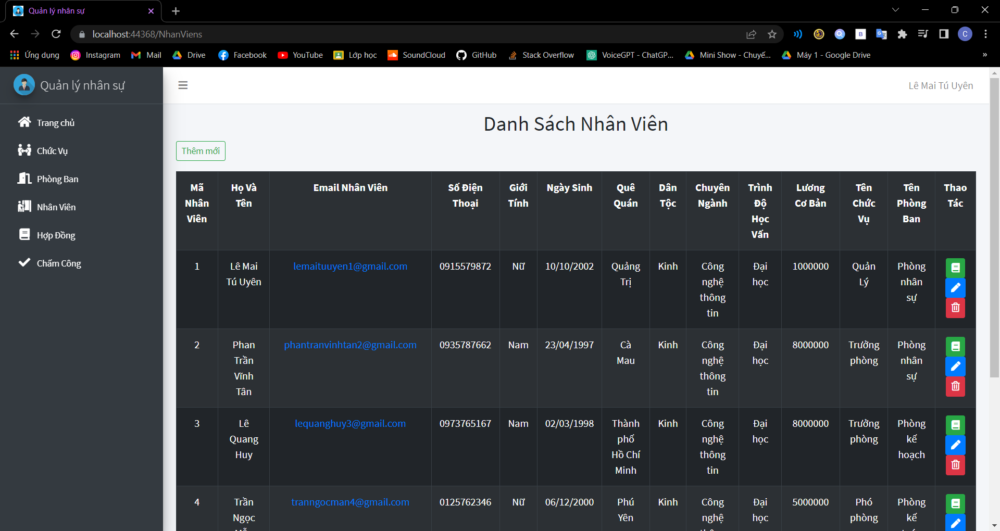 Quản lý nhân sự
localhost:44368/NhanViens
C
Ứng dụng Instagram Mail Drive Facebook YouTube Lớp học SoundCloud GitHub Stack Overflow VoiceGPT - ChatGP... Mini Show - Chuyế... Máy 1 - Google Drive »
Quản lý nhân sự
Lê Mai Tú Uyên
Trang chủ
Chức Vụ
Phòng Ban
Nhân Viên
Hợp Đồng
Chấm Công
Danh Sách Nhân Viên
Thêm mới
Mã Họ Và Email Nhân Viên Số Điện Giới Ngày Sinh Quê Dân Chuyên Trình Lương Tên Tên Thao
Nhân Tên Thoại Tính Quán Tộc Ngành Độ Cơ Bản Chức Phòng Tác
Viên Học Vụ Ban
Vấn
1 Lê Mai lemaituuyen1@gmail.com 0915579872 Nữ 10/10/2002 Quảng Kinh Công Đại 1000000 Quản Phòng
Tú Uyên Trị nghệ học Lý nhân
thông sự
tin
2 Phan phantranvinhtan2@gmail.com 0935787662 Nam 23/04/1997 Cà Kinh Công Đại 8000000 Trưởng Phòng
Trần Mau nghệ học phòng nhân
Vĩnh thông sự
Tân tin
3 Lê lequanghuy3@gmail.com 0973765167 Nam 02/03/1998 Thành Kinh Công Đại 8000000 Trưởng Phòng
Quang phố nghệ học phòng kế
Huy Hồ Chí thông hoạch
Minh tin
4 Trần tranngocman4@gmail.com 0125762346 Nữ 06/12/2000 Phú Kinh Công Đại 5000000 Phó Phòng
Ngọc Yên nghệ học phòng kế